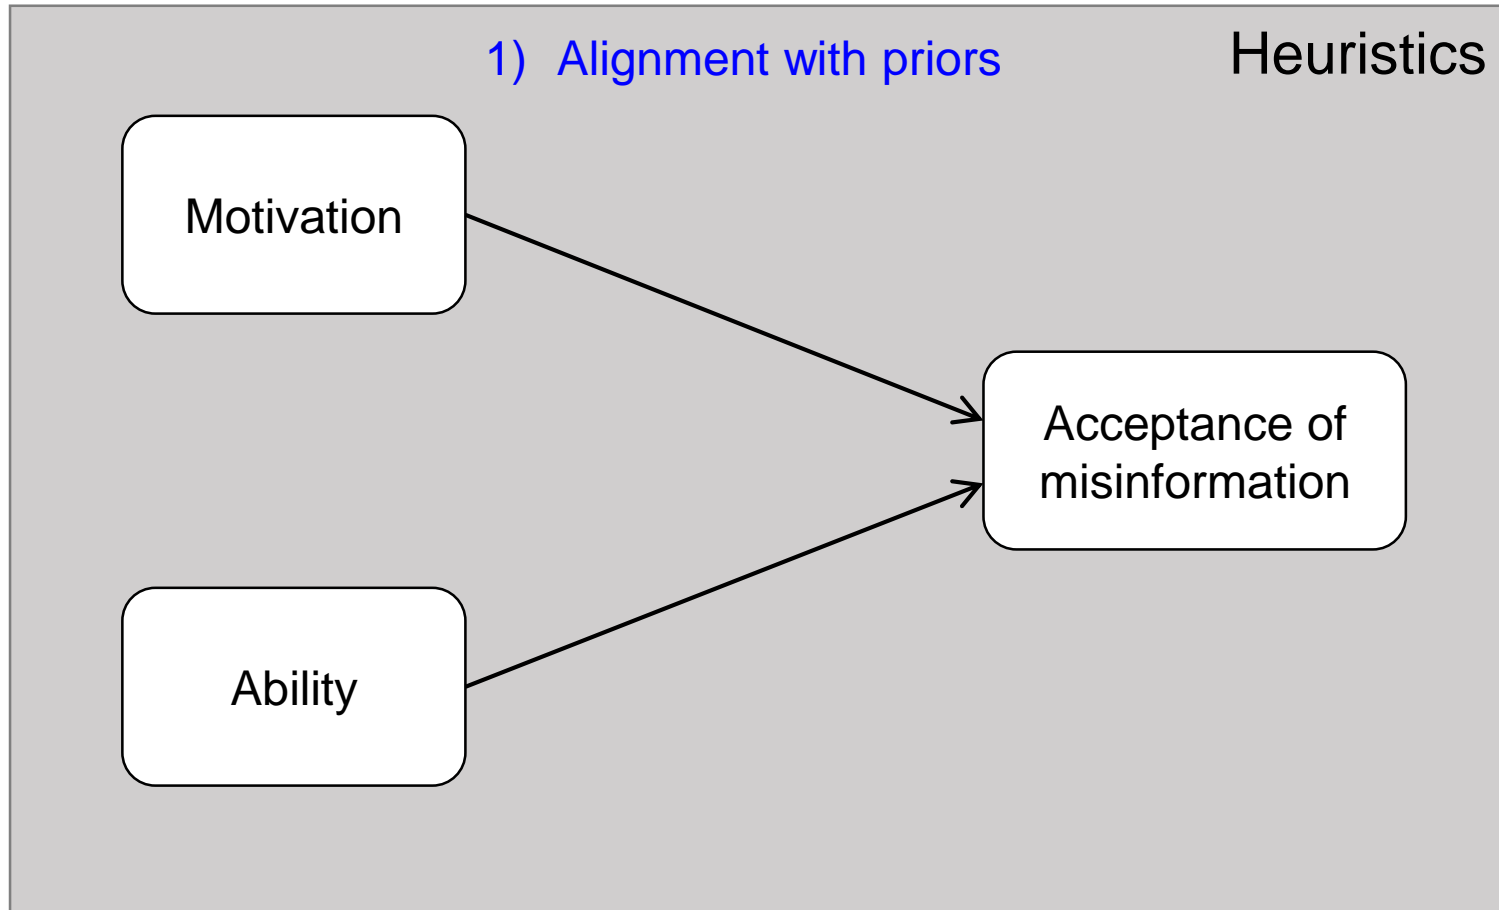 Heuristics
1) Alignment with priors
Motivation
Acceptance of
misinformation
Ability